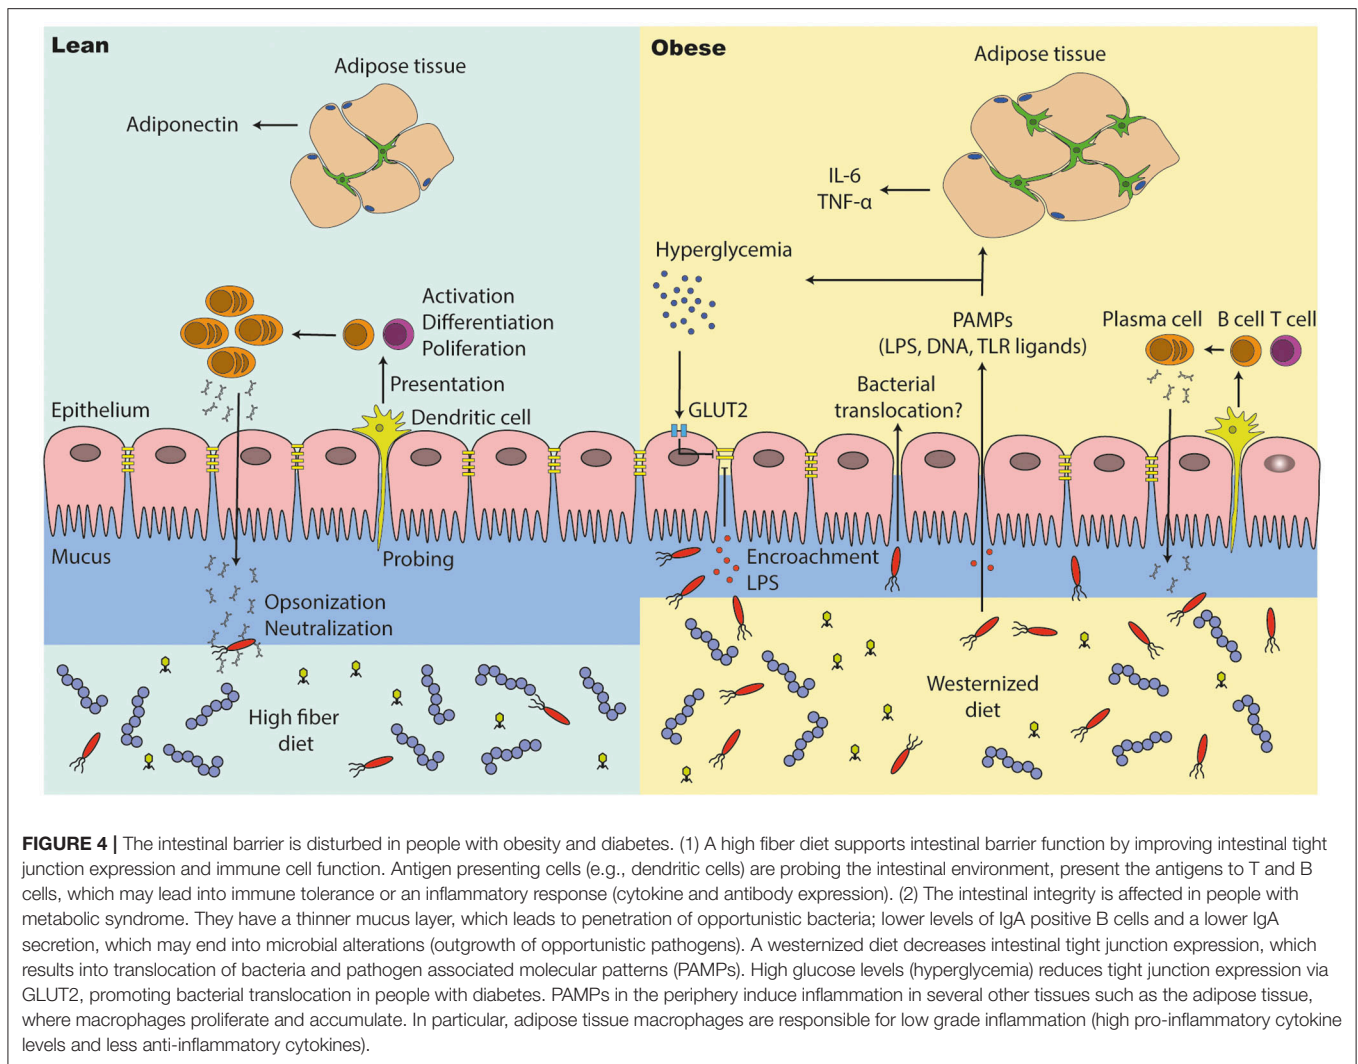 Lean
Adipose tissue
Adiponectin
Activation
Differentiation
Poliferation
Presentation
Dendritic cell
Epithelium
Mucus
Probing
Opsonization
Neutralization
High fiber
diet
Obese
Adipose tissue
IL-6
TNF-α
Hyperglycemia
PAMPs
(LPS, DNA, TLR ligands)
Plasma cell
B cell
T cell
Bacterial
translocation?
GLUT2
Encroachment
LPS
Westernized
diet
FIGURE 4 | The intestinal barrier is disturbed in people with obesity and diabetes. (1) A high fiber diet supports intestinal barrier function by improving intestinal tight
junction expression and immune cell function. Antigen presenting cells (e.g., dendritic cells) are probing the intestinal environment, present the antigens to T and B
cells, which may lead into immune tolerance or an inflammatory response (cytokine and antibody expression). (2) The intestinal integrity is affected in people with
metabolic syndrome. They have a thinner mucus layer, which leads to penetration of opportunistic bacteria; lower levels of IgA positive B cells and a lower IgA
secretion, which may end into microbial alterations (outgrowth of opportunistic pathogens). A westernized diet decreases intestinal tight junction expression, which
results into translocation of bacteria and pathogen associated molecular patterns (PAMPs). High glucose levels (hyperglycemia) reduces tight junction expression via
GLUT2, promoting bacterial translocation in people with diabetes. PAMPs in the periphery induce inflammation in several other tissues such as the adipose tissue,
where macrophages proliferate and accumulate. In particular, adipose tissue macrophages are responsible for low grade inflammation (high pro-inflammatory cytokine
levels and less anti-inflammatory cytokines).